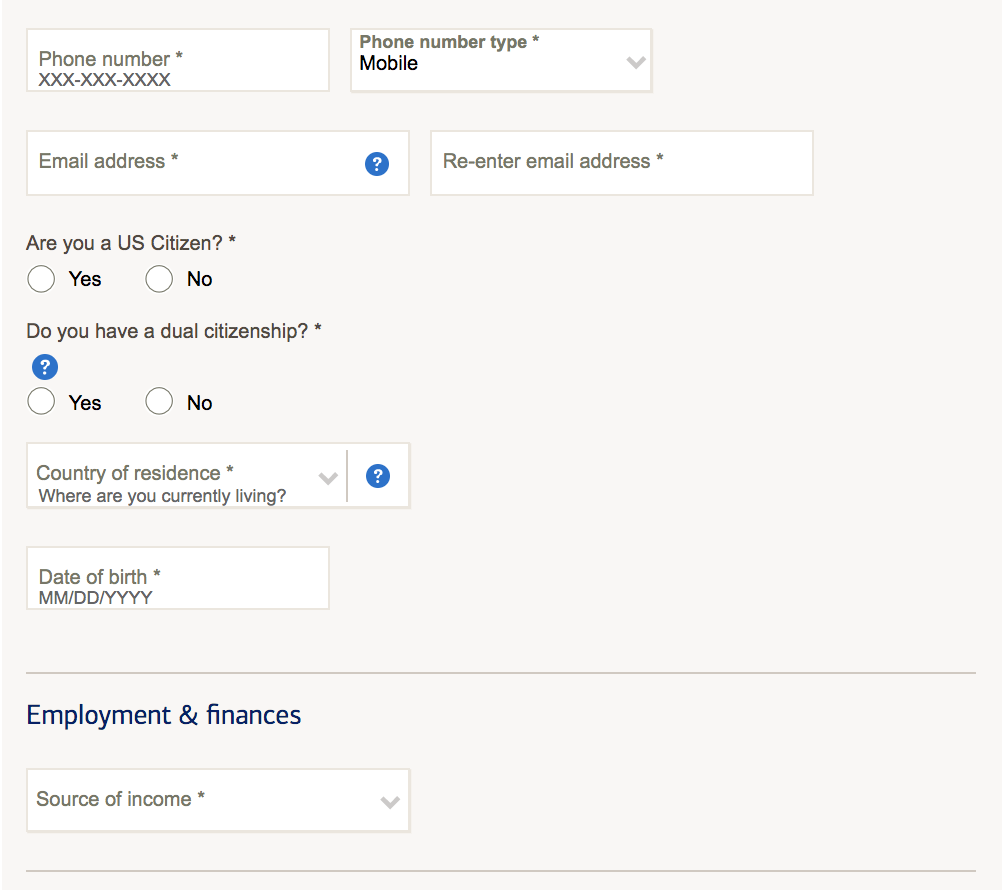 Phone number *
XXX-XXX-XXXX
Phone number type *
Mobile
Email address *
?
Re-enter email address *
Are you a US Citizen? *
Yes No
Do you have a dual citizenship? *
?
Yes No
Country of residence *
Where are you currently living?
?
Date of birth *
MM/DD/YYYY
Employment & finances
Source of income *